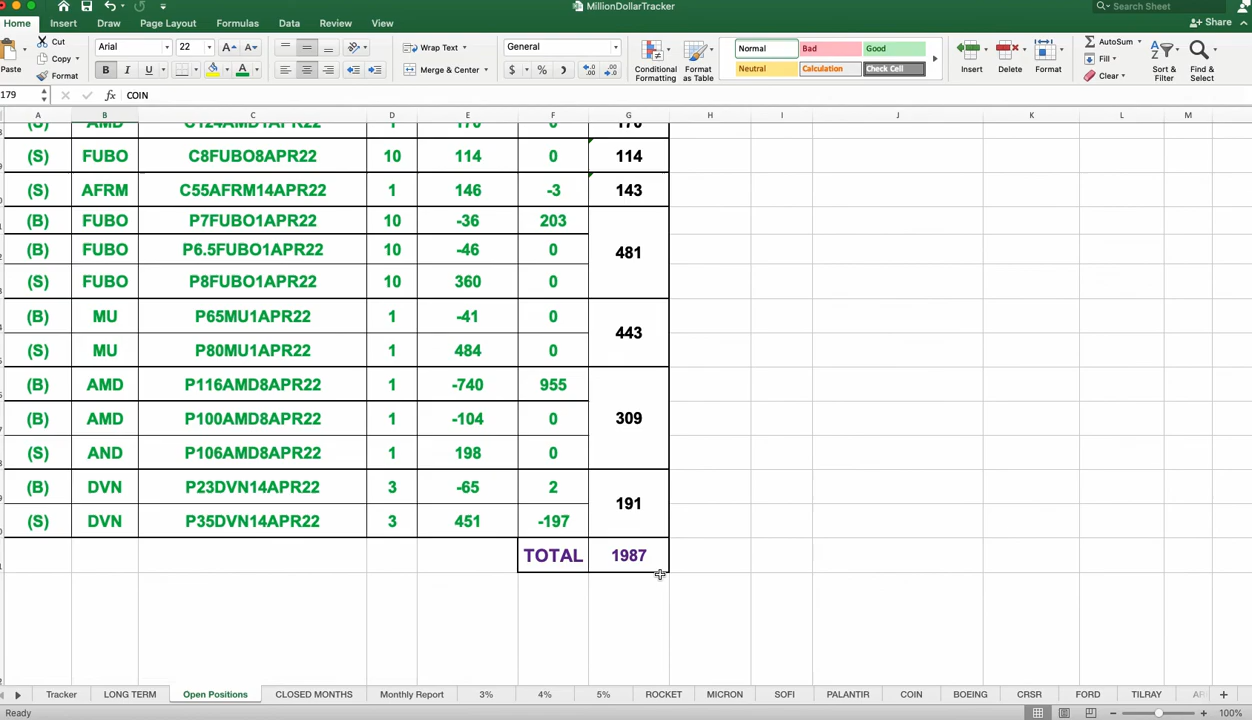 MillionDollarTracker
Search Sheet
Home Insert Draw Page Layout Formulas Data Review View
Share
Paste
Cut
Copy
Format
Arial 22
B I U
Wrap Text
Merge & Center
General
$ %
Conditional Formatting
Format as Table
Normal Bad Good
Neutral Calculation Check Cell
Insert
Delete
Format
AutoSum
Fill
Clear
Sort & Filter
Find & Select
179 fx COIN
A B C D E F G H I J K L M
(S) FUBO C8FUBO8APR22 10 114 0 114
(S) AFRM C55AFRM14APR22 1 146 -3 143
(B) FUBO P7FUBO1APR22 10 -36 203
(B) FUBO P6.5FUBO1APR22 10 -46 0 481
(S) FUBO P8FUBO1APR22 10 360 0
(B) MU P65MU1APR22 1 -41 0 443
(S) MU P80MU1APR22 1 484 0
(B) AMD P116AMD8APR22 1 -740 955
(B) AMD P100AMD8APR22 1 -104 0 309
(S) AND P106AMD8APR22 1 198 0
(B) DVN P23DVN14APR22 3 -65 2 191
(S) DVN P35DVN14APR22 3 451 -197
TOTAL 1987
Tracker LONG TERM Open Positions CLOSED MONTHS Monthly Report 3% 4% 5% ROCKET MICRON SOFI PALANTIR COIN BOEING CRSR FORD TILRAY
Ready 100%